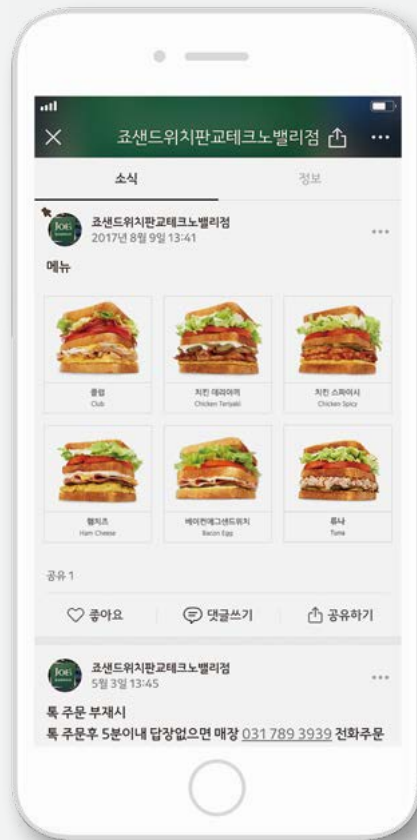 죠샌드위치판교테크노밸리점
소식 정보
JOE'S
SANDWICH
죠샌드위치판교테크노밸리점
2017년 8월 9일 13:41
메뉴
클럽 치킨 데리야끼 치킨 스파이시
Club Chicken Teriyaki Chicken Spicy
햄치즈 베이컨에그샌드위치 튜나
Ham Cheese Bacon Egg Tuna
공유 1
좋아요 댓글쓰기 공유하기
JOE'S
SANDWICH
죠샌드위치판교테크노밸리점
5월 3일 13:45
톡 주문 부재시
톡 주문후 5분이내 답장없으면 매장 031 789 3939 전화주문